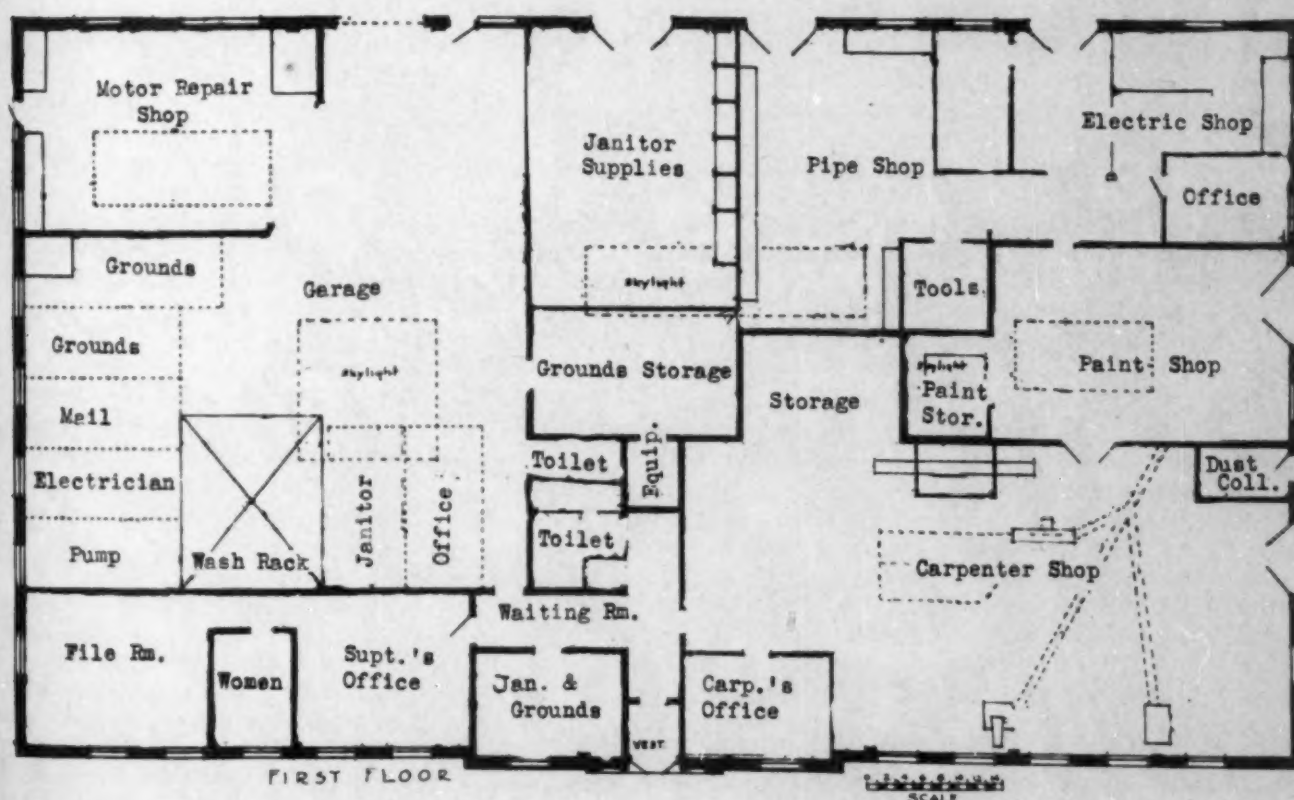 Motor Repair
Shop
Janitor
Supplies
Pipe Shop
Electric Shop
Office
Grounds
Garage
skylight
Tools
Grounds
skylight
Grounds Storage
Storage
skylight
Paint
Stor.
Paint Shop
Mail
Equip.
Toilet
Dust
Coll.
Electrician
Janitor
Office
Toilet
Pump
Wash Rack
Carpenter Shop
Waiting Rm.
File Rm.
Women
Supt.'s
Office
Jan. &
Grounds
Carp.'s
Office
VEST.
FIRST FLOOR
SCALE